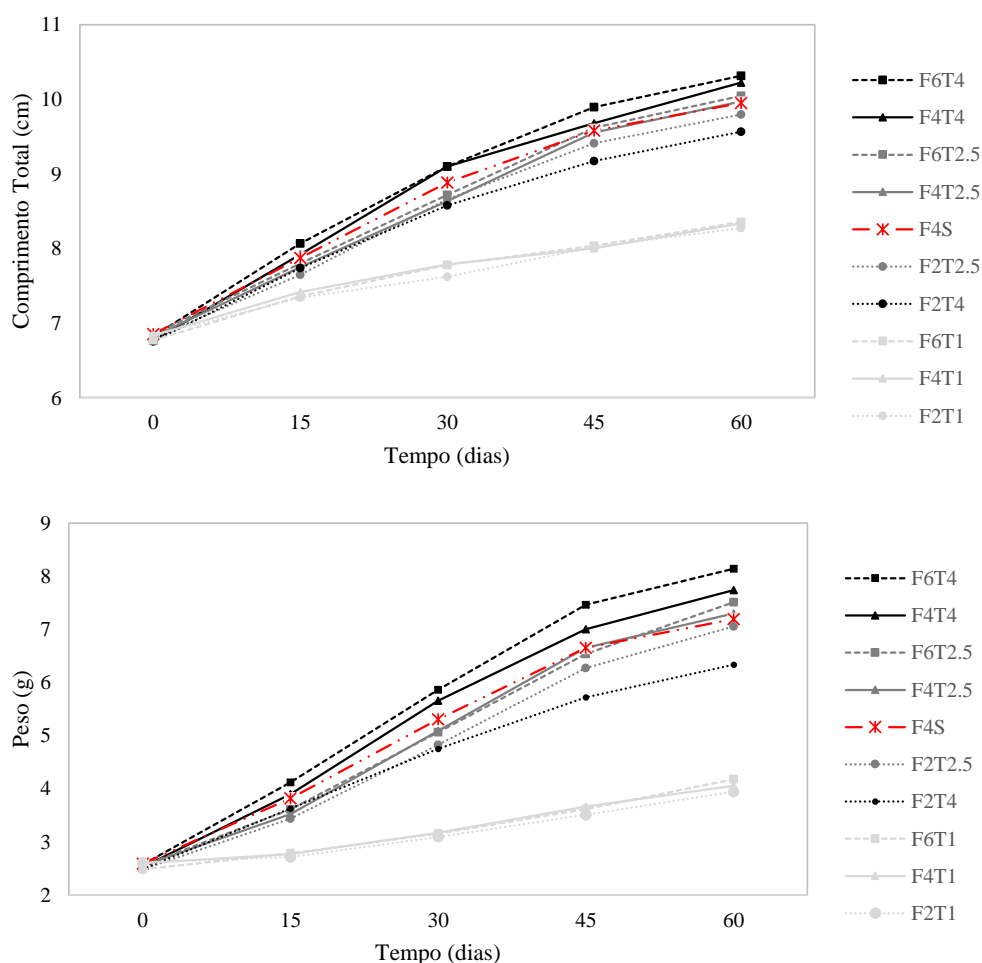 11
10
9
8
7
6
Comprimento Total (cm)
0 15 30 45 60
Tempo (dias)
F6T4
F4T4
F6T2.5
F4T2.5
F4S
F2T2.5
F2T4
F6T1
F4T1
F2T1
9
8
7
6
5
4
3
2
Peso (g)
0 15 30 45 60
Tempo (dias)
F6T4
F4T4
F6T2.5
F4T2.5
F4S
F2T2.5
F2T4
F6T1
F4T1
F2T1